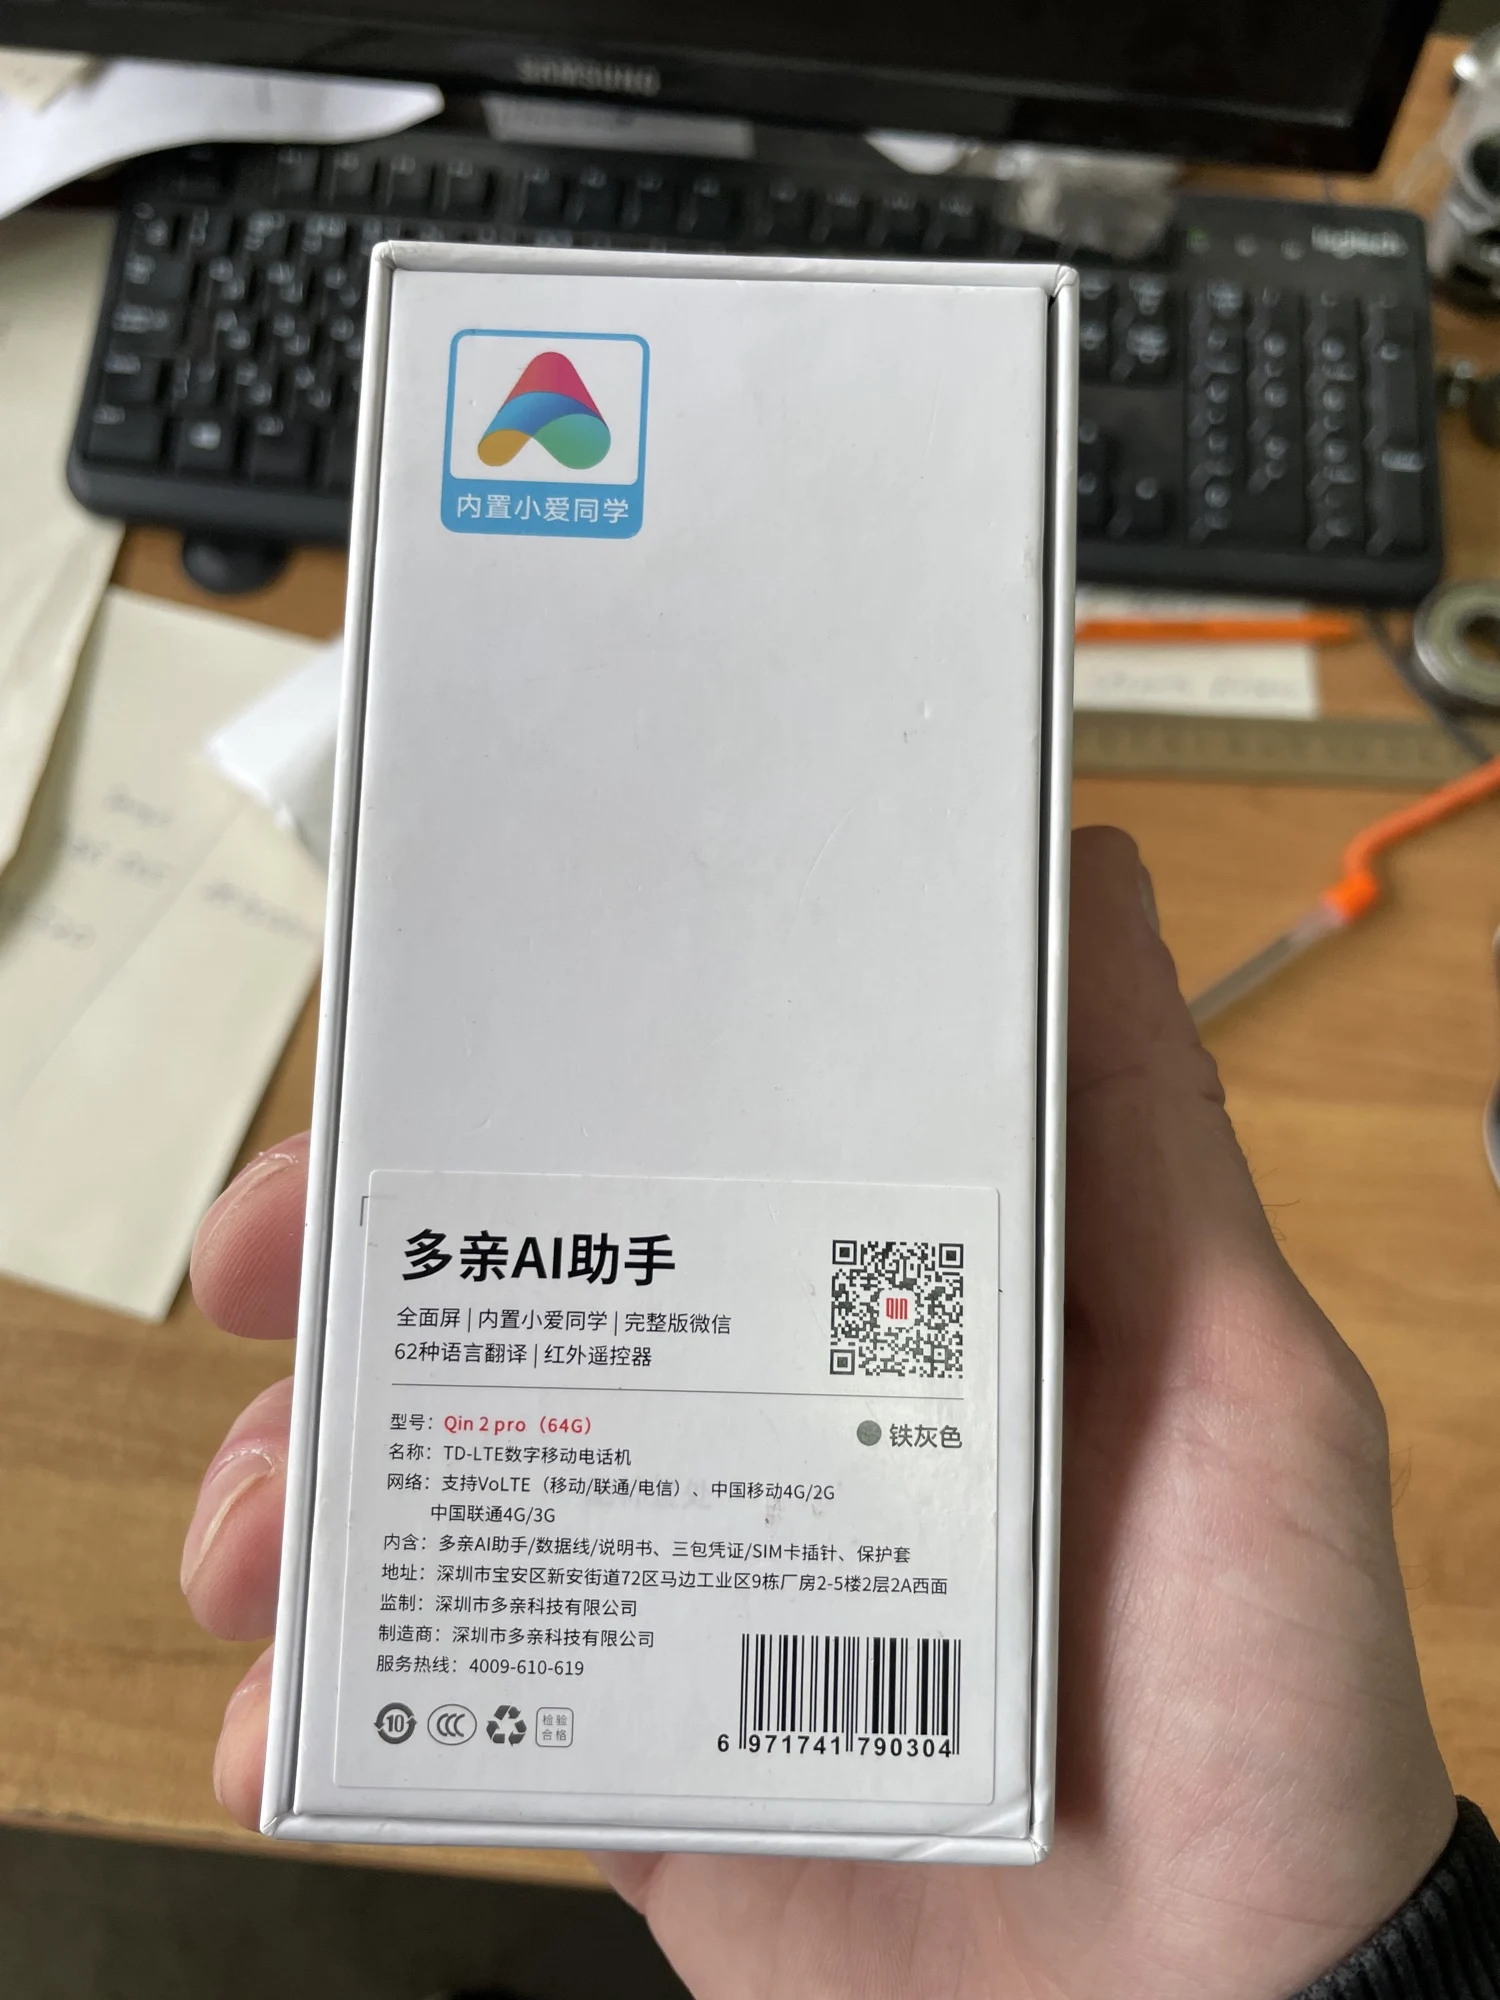 SAMSUNG
Logitech
内置小爱同学
多亲AI助手
QIN
全面屏 | 内置小爱同学 | 完整版微信
62种语言翻译 | 红外遥控器
型号：Qin 2 pro（64G）
铁灰色
名称：TD-LTE数字移动电话机
网络：支持VoLTE（移动/联通/电信）、中国移动4G/2G
中国联通4G/3G
内含：多亲AI助手/数据线/说明书、三包凭证/SIM卡插针、保护套
地址：深圳市宝安区新安街道72区马边工业区9栋厂房2-5楼2层2A西面
监制：深圳市多亲科技有限公司
制造商：深圳市多亲科技有限公司
服务热线：4009-610-619
10
CCC
检验
合格
6 971741 790304